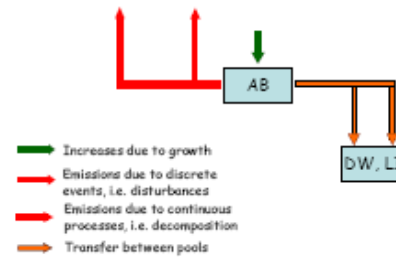 AB
DW, LI
Increases due to growth
Emissions due to discrete
events, i.e. disturbances
Emissions due to continuous
processes, i.e. decomposition
Transfer between pools